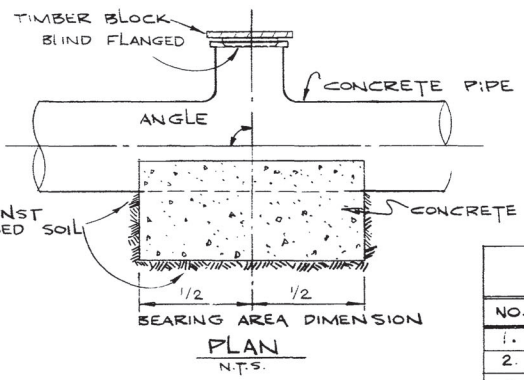 TIMBER BLOCK
BLIND FLANGED
CONCRETE PIPE
ANGLE
CONCRETE
SOIL
1/2 1/2
BEARING AREA DIMENSION
PLAN
N.T.S.
NO.
1.
2.